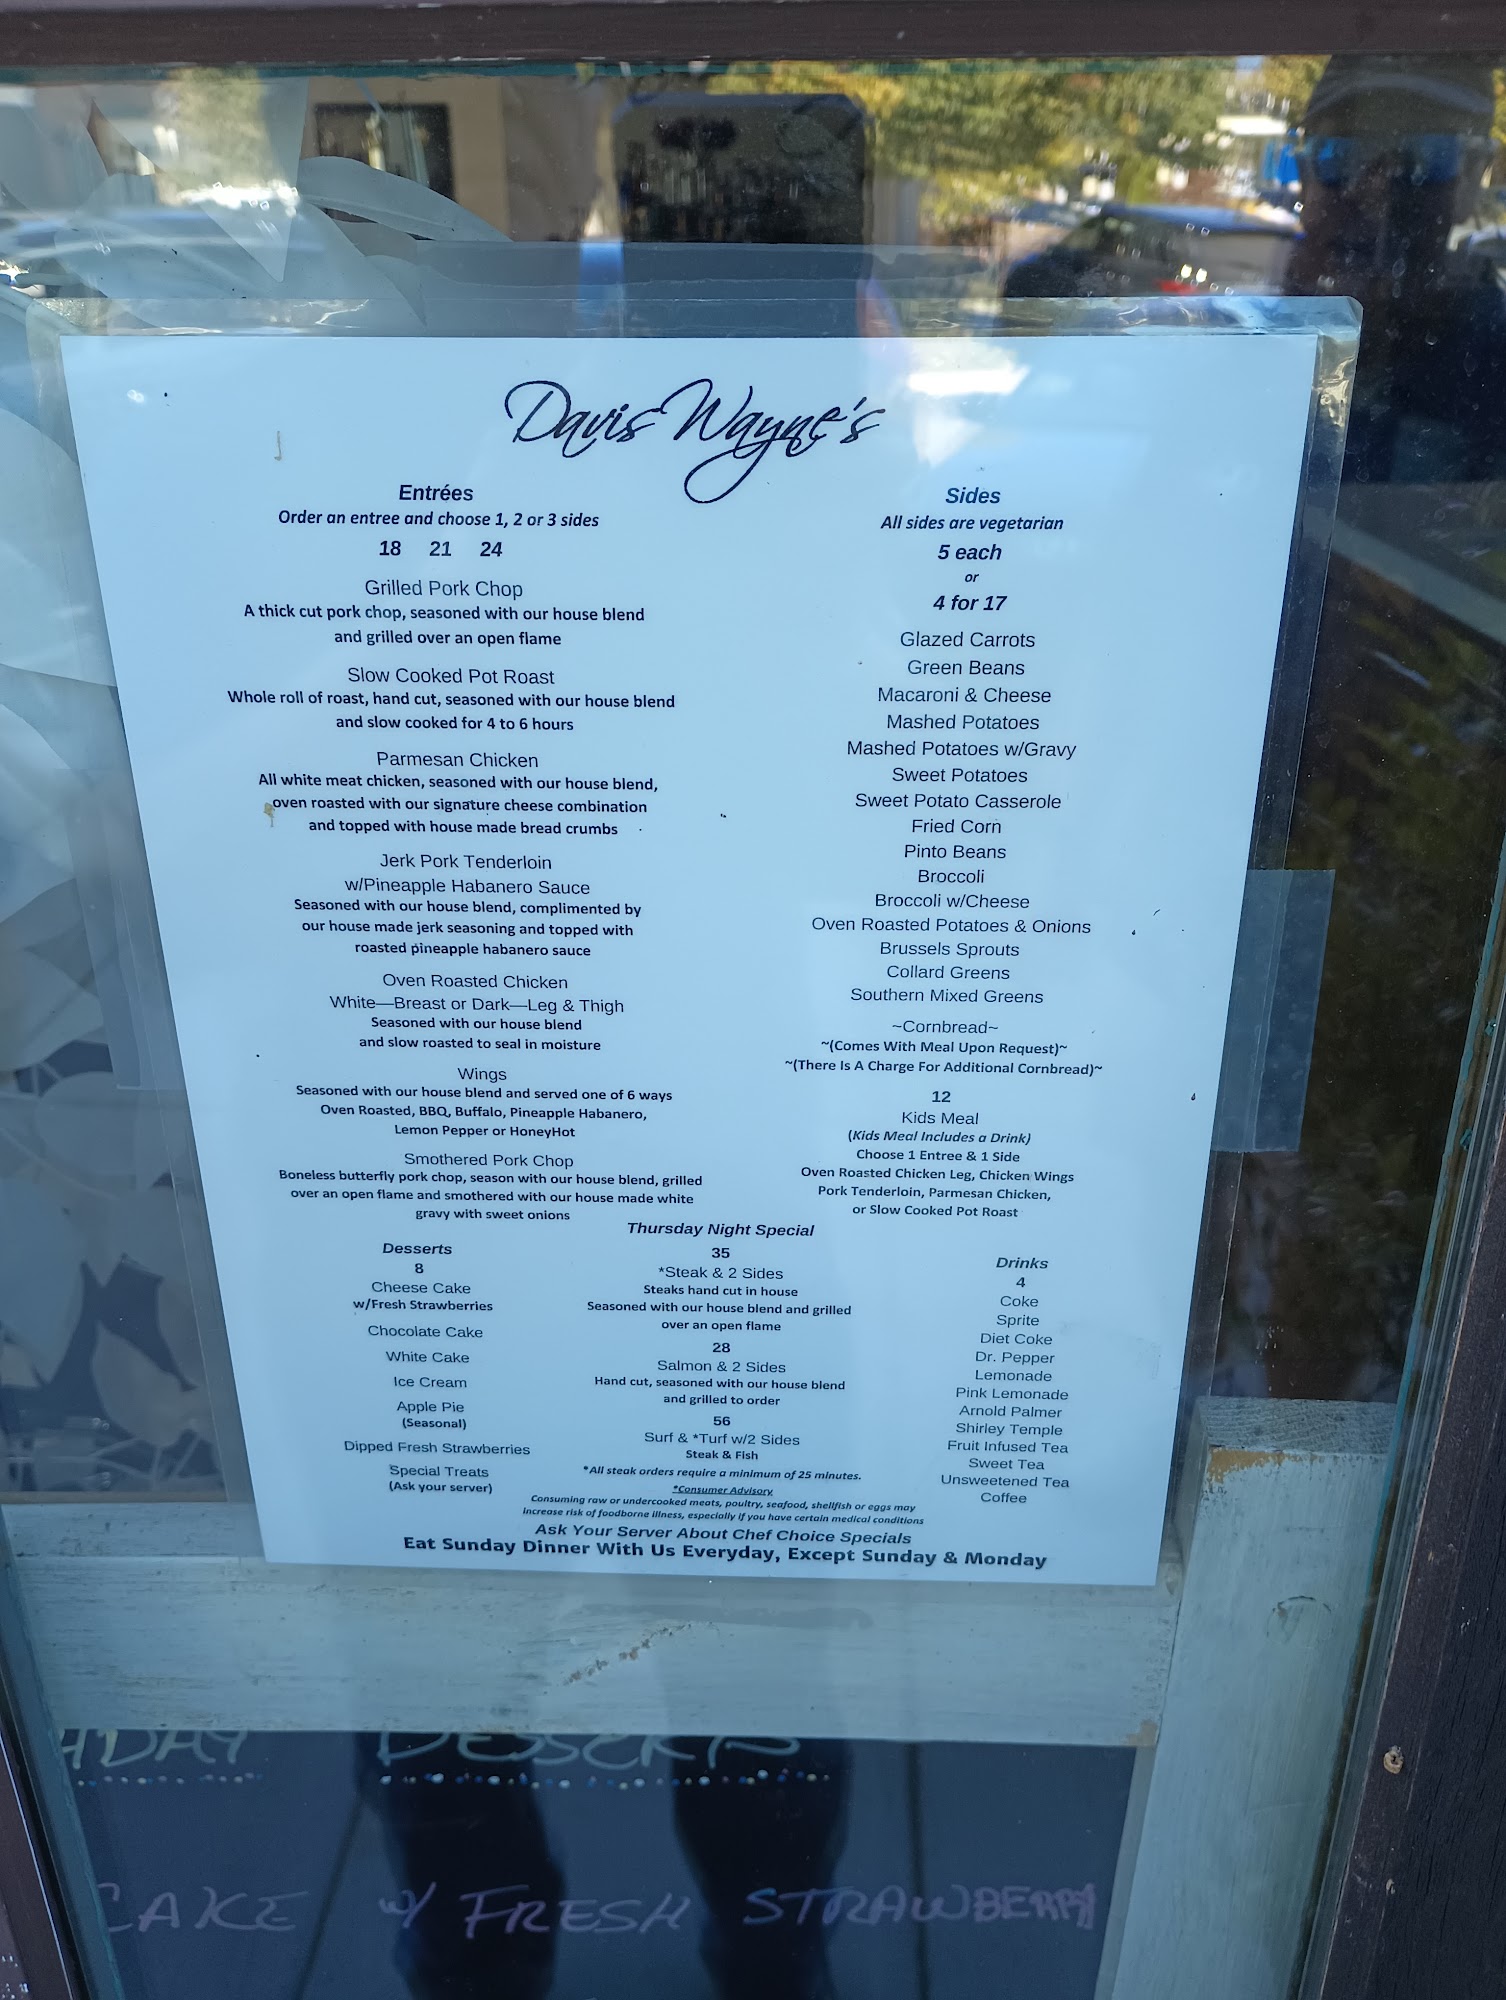 Davis Wayne's
Entrées
Order an entree and choose 1, 2 or 3 sides
18 21 24
Grilled Pork Chop
A thick cut pork chop, seasoned with our house blend
and grilled over an open flame
Slow Cooked Pot Roast
Whole roll of roast, hand cut, seasoned with our house blend
and slow cooked for 4 to 6 hours
Parmesan Chicken
All white meat chicken, seasoned with our house blend,
oven roasted with our signature cheese combination
and topped with house made bread crumbs
Jerk Pork Tenderloin
w/Pineapple Habanero Sauce
Seasoned with our house blend, complimented by
our house made jerk seasoning and topped with
roasted pineapple habanero sauce
Oven Roasted Chicken
White—Breast or Dark—Leg & Thigh
Seasoned with our house blend
and slow roasted to seal in moisture
Wings
Seasoned with our house blend and served one of 6 ways
Oven Roasted, BBQ, Buffalo, Pineapple Habanero,
Lemon Pepper or HoneyHot
Smothered Pork Chop
Boneless butterfly pork chop, season with our house blend, grilled
over an open flame and smothered with our house made white
gravy with sweet onions
Sides
All sides are vegetarian
5 each
or
4 for 17
Glazed Carrots
Green Beans
Macaroni & Cheese
Mashed Potatoes
Mashed Potatoes w/Gravy
Sweet Potatoes
Sweet Potato Casserole
Fried Corn
Pinto Beans
Broccoli
Broccoli w/Cheese
Oven Roasted Potatoes & Onions
Brussels Sprouts
Collard Greens
Southern Mixed Greens
~Cornbread~
~(Comes With Meal Upon Request)~
~(There Is A Charge For Additional Cornbread)~
12
Kids Meal
(Kids Meal Includes a Drink)
Choose 1 Entree & 1 Side
Oven Roasted Chicken Leg, Chicken Wings
Pork Tenderloin, Parmesan Chicken,
or Slow Cooked Pot Roast
Desserts
8
Cheese Cake
w/Fresh Strawberries
Chocolate Cake
White Cake
Ice Cream
Apple Pie
(Seasonal)
Dipped Fresh Strawberries
Special Treats
(Ask your server)
Thursday Night Special
35
*Steak & 2 Sides
Steaks hand cut in house
Seasoned with our house blend and grilled
over an open flame
28
Salmon & 2 Sides
Hand cut, seasoned with our house blend
and grilled to order
56
Surf & *Turf w/2 Sides
Steak & Fish
*All steak orders require a minimum of 25 minutes.
*Consumer Advisory
Consuming raw or undercooked meats, poultry, seafood, shellfish or eggs may
increase risk of foodborne illness, especially if you have certain medical conditions
Drinks
4
Coke
Sprite
Diet Coke
Dr. Pepper
Lemonade
Pink Lemonade
Arnold Palmer
Shirley Temple
Fruit Infused Tea
Sweet Tea
Unsweetened Tea
Coffee
Ask Your Server About Chef Choice Specials
Eat Sunday Dinner With Us Everyday, Except Sunday & Monday
DESSERTS
CAKE w/ FRESH STRAWBERRY